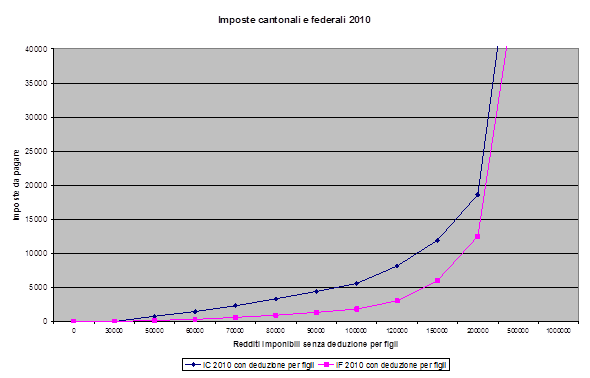 Imposte cantonali e federali 2010
40000
35000
30000
25000
20000
15000
10000
5000
0
Imposte da pagare
0 30000 50000 60000 70000 80000 90000 100000 120000 150000 200000 500000 1000000
Redditi imponibili senza deduzione per figli
IC 2010 con deduzione per figli IF 2010 con deduzione per figli